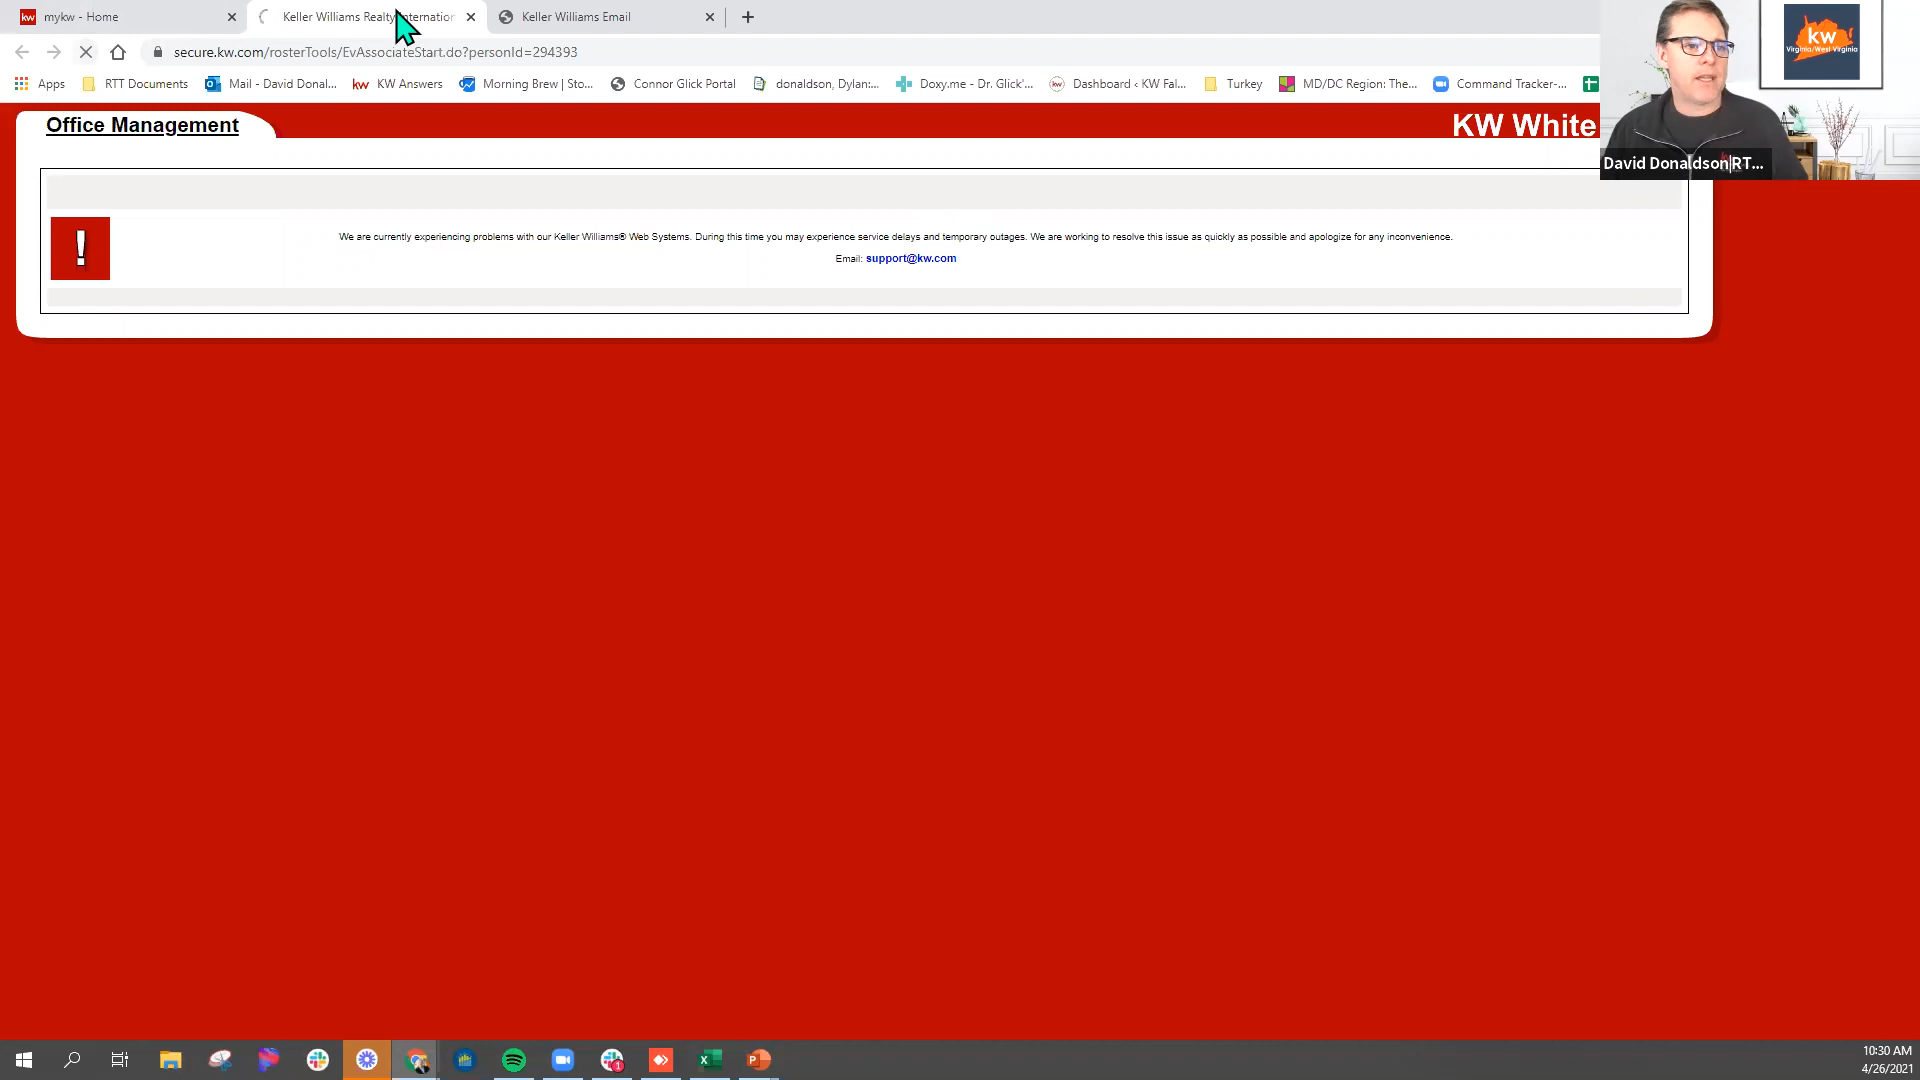 mykw - Home
Keller Williams Realty Internation
Keller Williams Email
secure.kw.com/rosterTools/EvAssociateStart.do?personId=294393
Apps
RTT Documents
Mail - David Donal...
kw KW Answers
Morning Brew | Sto...
Connor Glick Portal
donaldson, Dylan:...
Doxy.me - Dr. Glick'...
Dashboard ‹ KW Fal...
Turkey
MD/DC Region: The...
Command Tracker-...
kw
Virginia/West Virginia
David Donaldson|RT...
Office Management
KW White
!
We are currently experiencing problems with our Keller Williams® Web Systems. During this time you may experience service delays and temporary outages. We are working to resolve this issue as quickly as possible and apologize for any inconvenience.
Email: support@kw.com
10:30 AM
4/26/2021